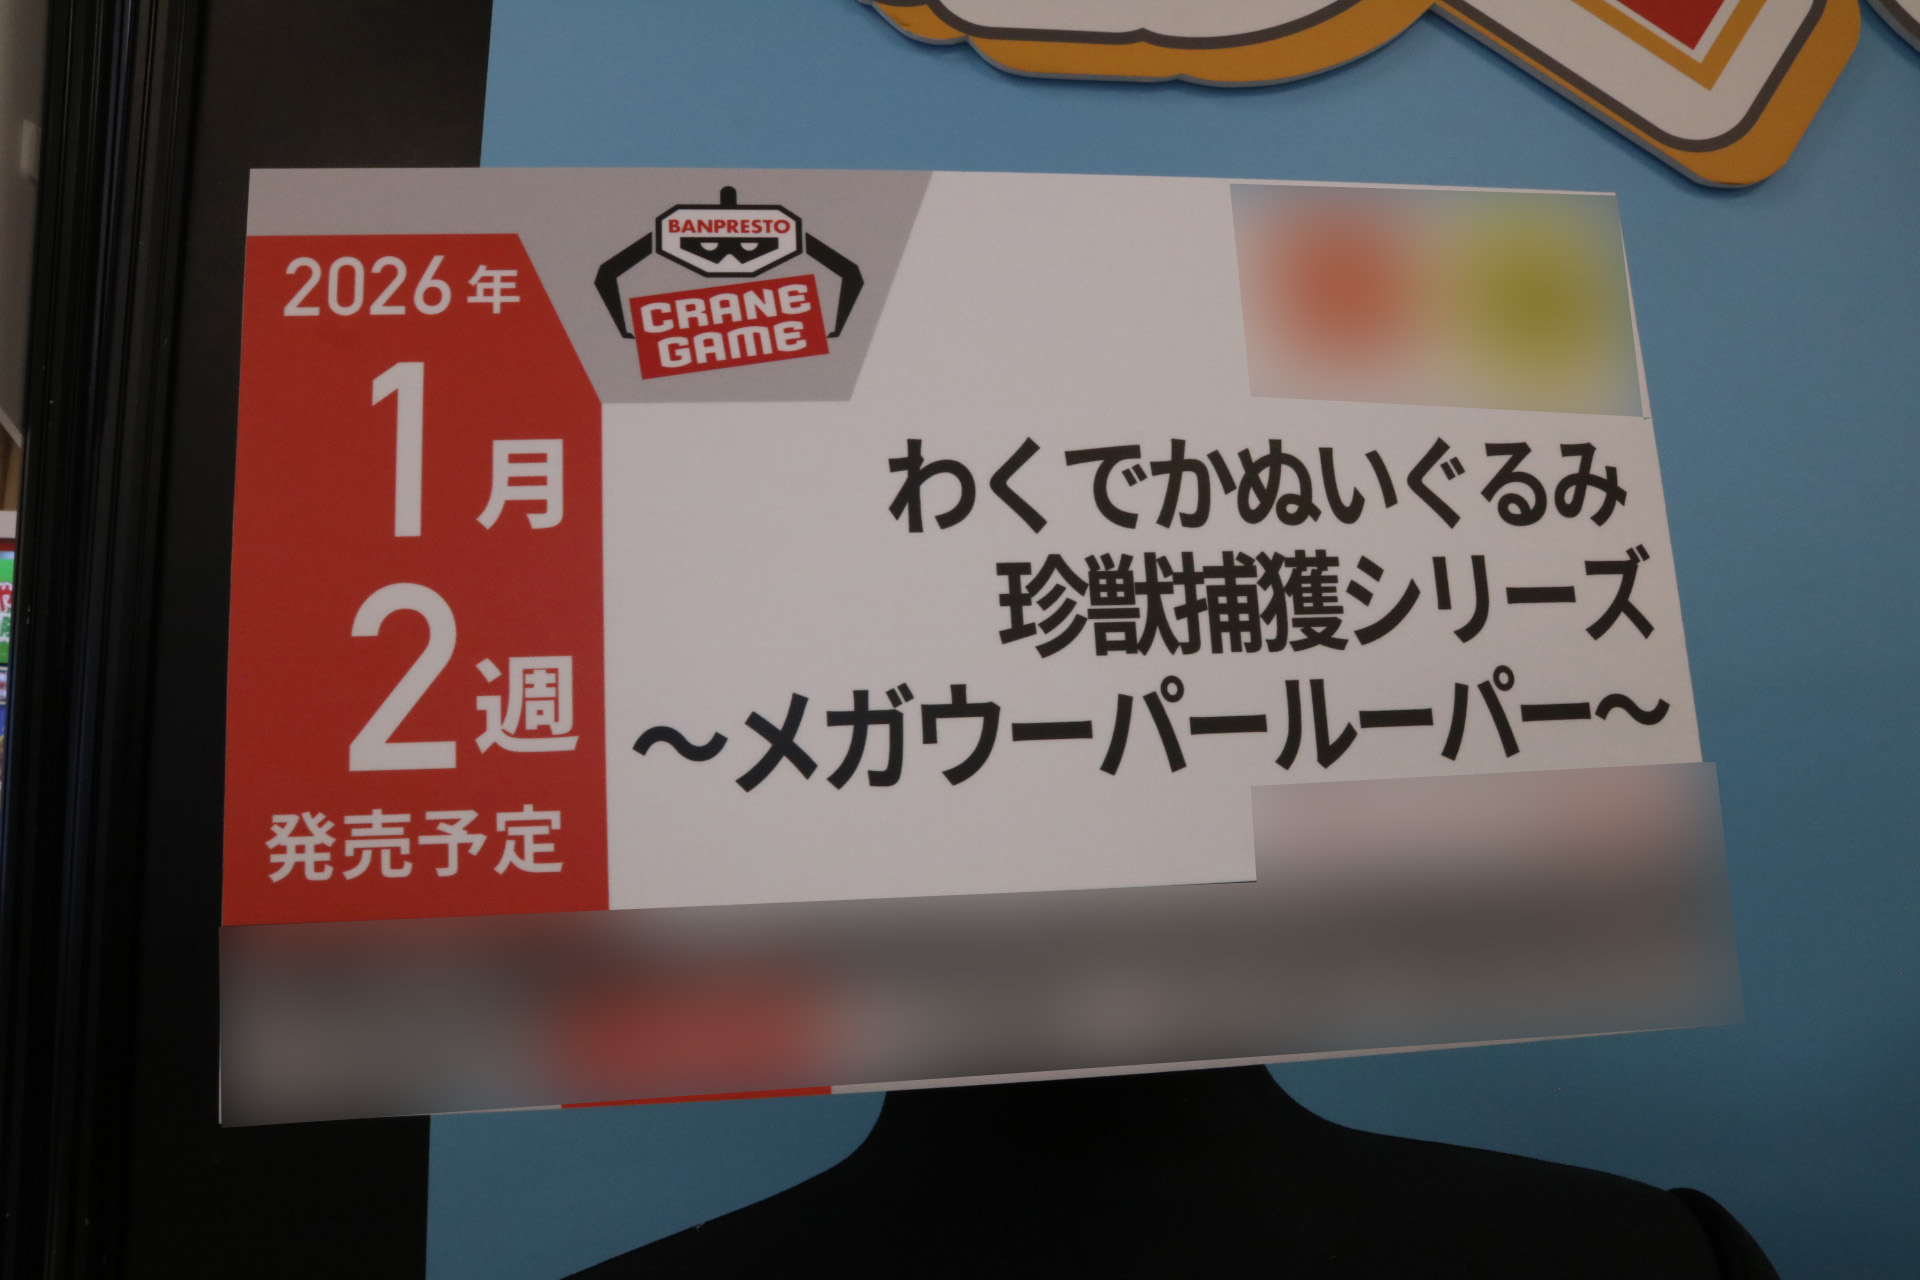 2026年
1月
2週
発売予定
BANPRESTO
CRANE
GAME
わくでかぬいぐるみ
珍獣捕獲シリーズ
～メガウーパールーパー～